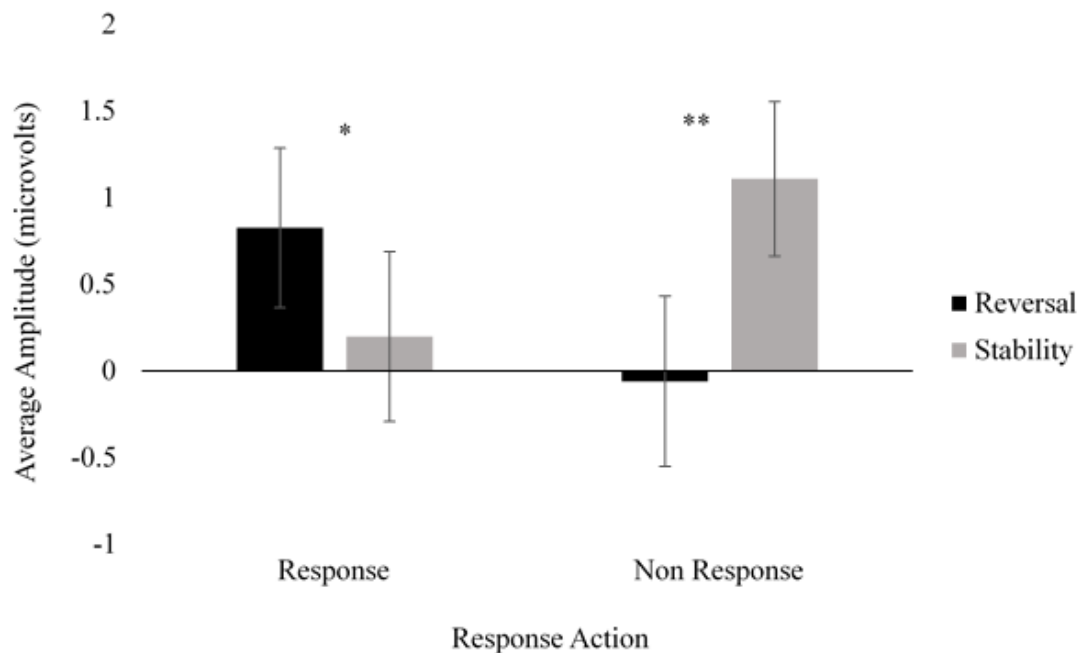 2
1.5
1
0.5
0
-0.5
-1
Average Amplitude (microvolts)
*
**
Reversal
Stability
Response
Non Response
Response Action